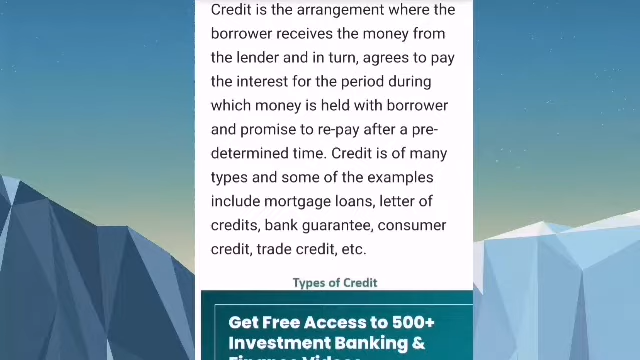 Credit is the arrangement where the
borrower receives the money from
the lender and in turn, agrees to pay
the interest for the period during
which money is held with borrower
and promise to re-pay after a pre-
determined time. Credit is of many
types and some of the examples
include mortgage loans, letter of
credits, bank guarantee, consumer
credit, trade credit, etc.
Types of Credit
Get Free Access to 500+
Investment Banking &
Finance Videos